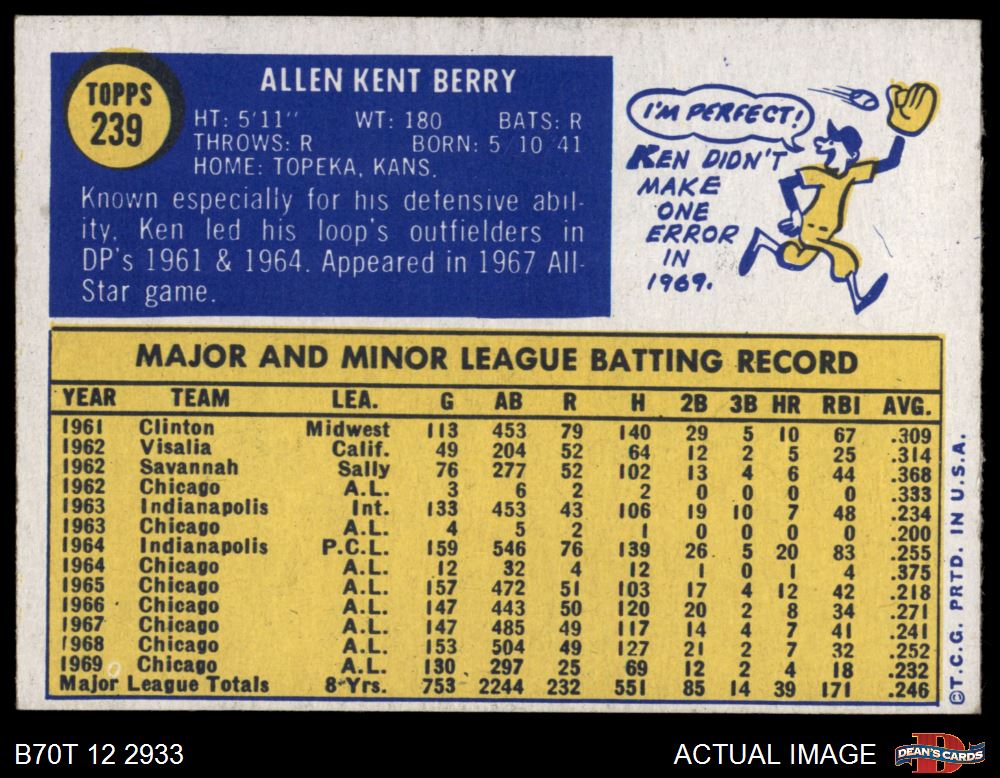 TOPPS
239
ALLEN KENT BERRY
HT: 5'11" WT: 180 BATS: R
THROWS: R BORN: 5 10 41
HOME: TOPEKA, KANS.
Known especially for his defensive abil-
ity, Ken led his loop's outfielders in
DP's 1961 & 1964. Appeared in 1967 All-
Star game.
I'M PERFECT!
KEN DIDN'T
MAKE
ONE
ERROR
IN
1969.
MAJOR AND MINOR LEAGUE BATTING RECORD
YEAR TEAM LEA. G AB R H 2B 3B HR RBI AVG.
1961 Clinton Midwest 113 453 79 140 29 5 10 67 .309
1962 Visalia Calif. 49 204 52 64 12 2 5 25 .314
1962 Savannah Sally 76 277 52 102 13 4 6 44 .368
1962 Chicago A.L. 3 6 2 2 0 0 0 0 .333
1963 Indianapolis Int. 133 453 43 106 19 10 7 48 .234
1963 Chicago A.L. 4 5 2 1 0 0 0 0 .200
1964 Indianapolis P.C.L. 159 546 76 139 26 5 20 83 .255
1964 Chicago A.L. 12 32 4 12 1 0 1 4 .375
1965 Chicago A.L. 157 472 51 103 17 4 12 42 .218
1966 Chicago A.L. 147 443 50 120 20 2 8 34 .271
1967 Chicago A.L. 147 485 49 117 14 4 7 41 .241
1968 Chicago A.L. 153 504 49 127 21 2 7 32 .252
1969 Chicago A.L. 130 297 25 69 12 2 4 18 .232
Major League Totals 8-Yrs. 753 2244 232 551 85 14 39 171 .246
©T.C.G. PRTD. IN U.S.A.
B70T 12 2933
ACTUAL IMAGE
DEAN'S CARDS